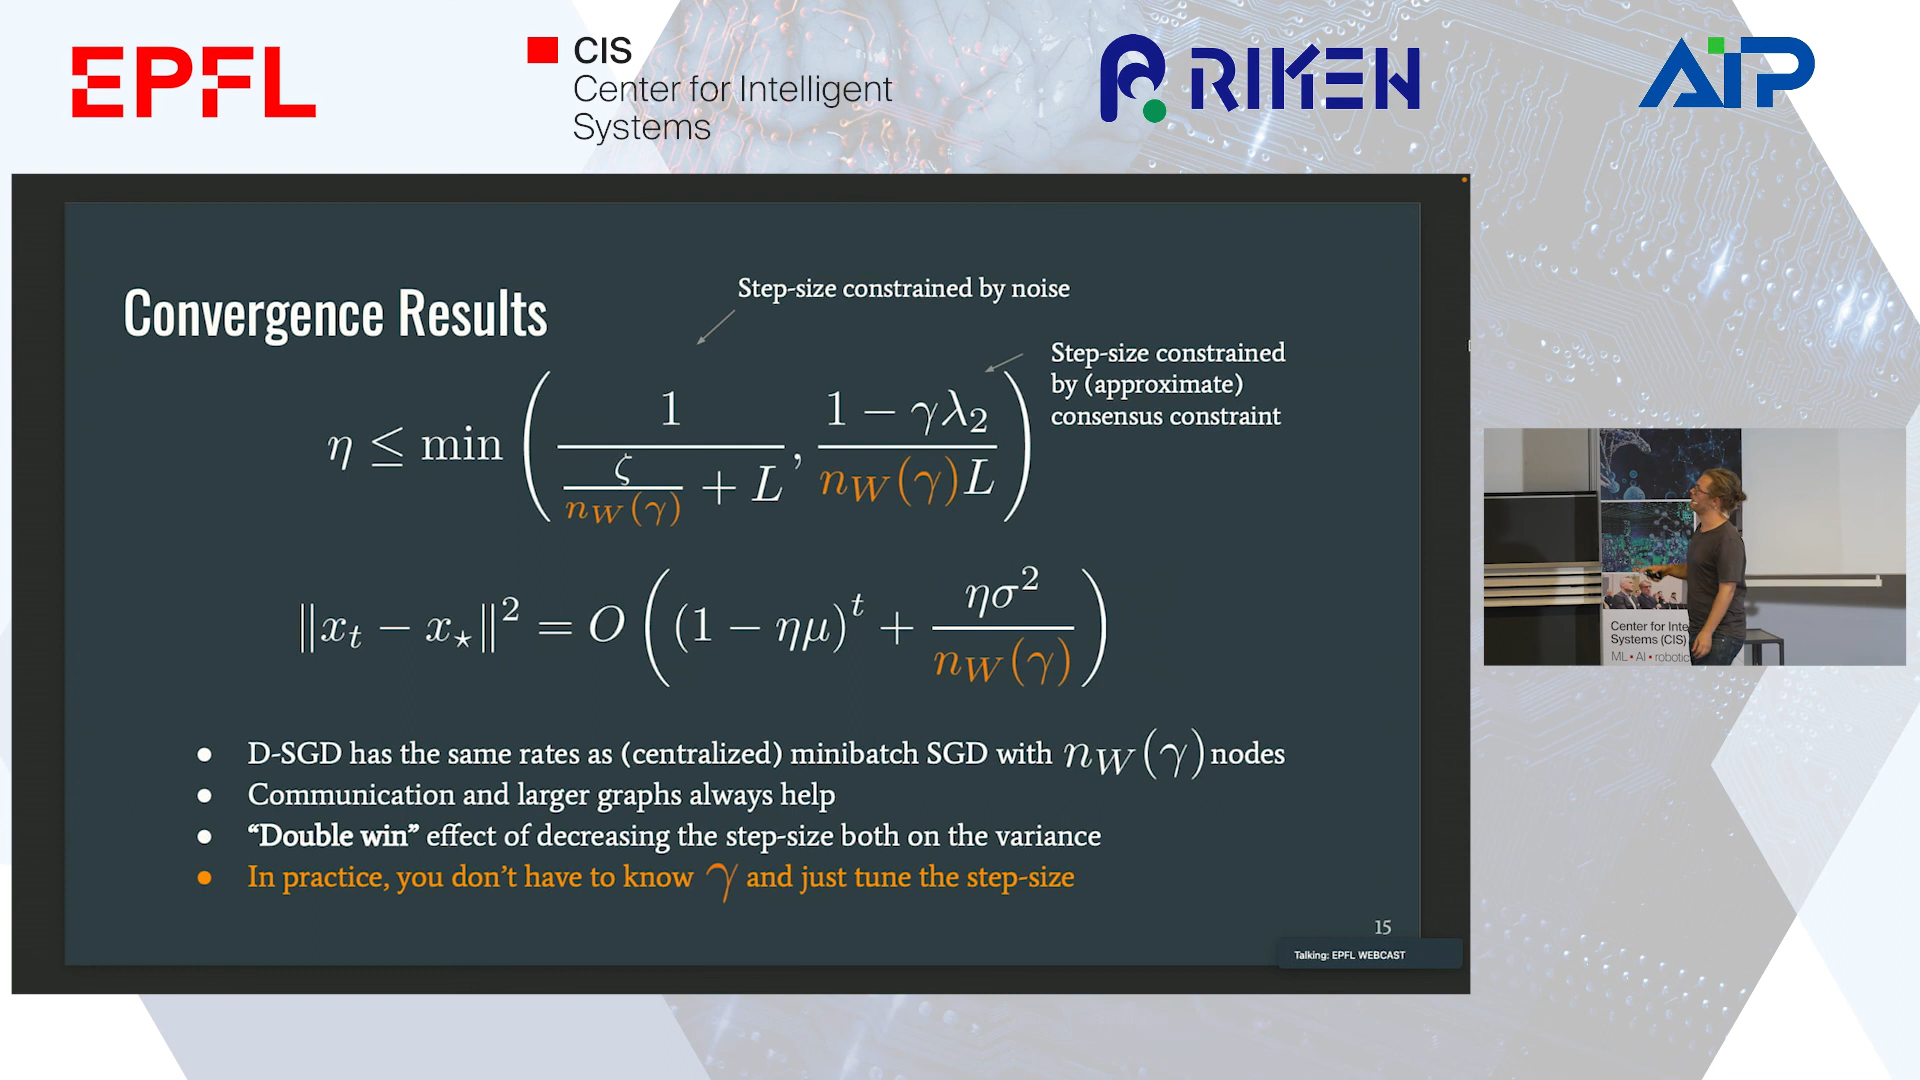 EPFL
CIS
Center for Intelligent
Systems
RIKEN
AIP
Convergence Results
Step-size constrained by noise
Step-size constrained
by (approximate)
consensus constraint
η ≤ min ( 1 / (ζ / n_W(γ) + L) , (1 − γλ₂) / (n_W(γ)L) )
‖x_t − x_⋆‖² = O ( (1 − ημ)^t + ησ² / n_W(γ) )
● D-SGD has the same rates as (centralized) minibatch SGD with n_W(γ) nodes
● Communication and larger graphs always help
● “Double win” effect of decreasing the step-size both on the variance
● In practice, you don’t have to know γ and just tune the step-size
15
Talking: EPFL WEBCAST
Center for Inte
Systems (CIS)
ML • AI • robotic